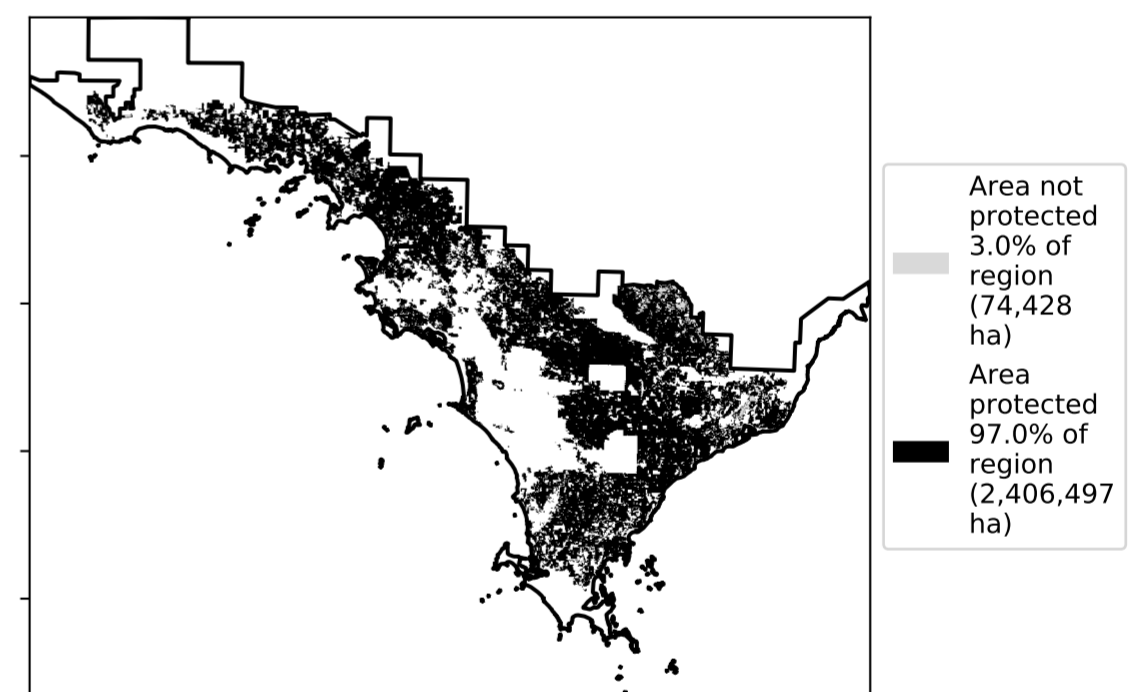 Area not
protected
3.0% of
region
(74,428
ha)
Area
protected
97.0% of
region
(2,406,497
ha)